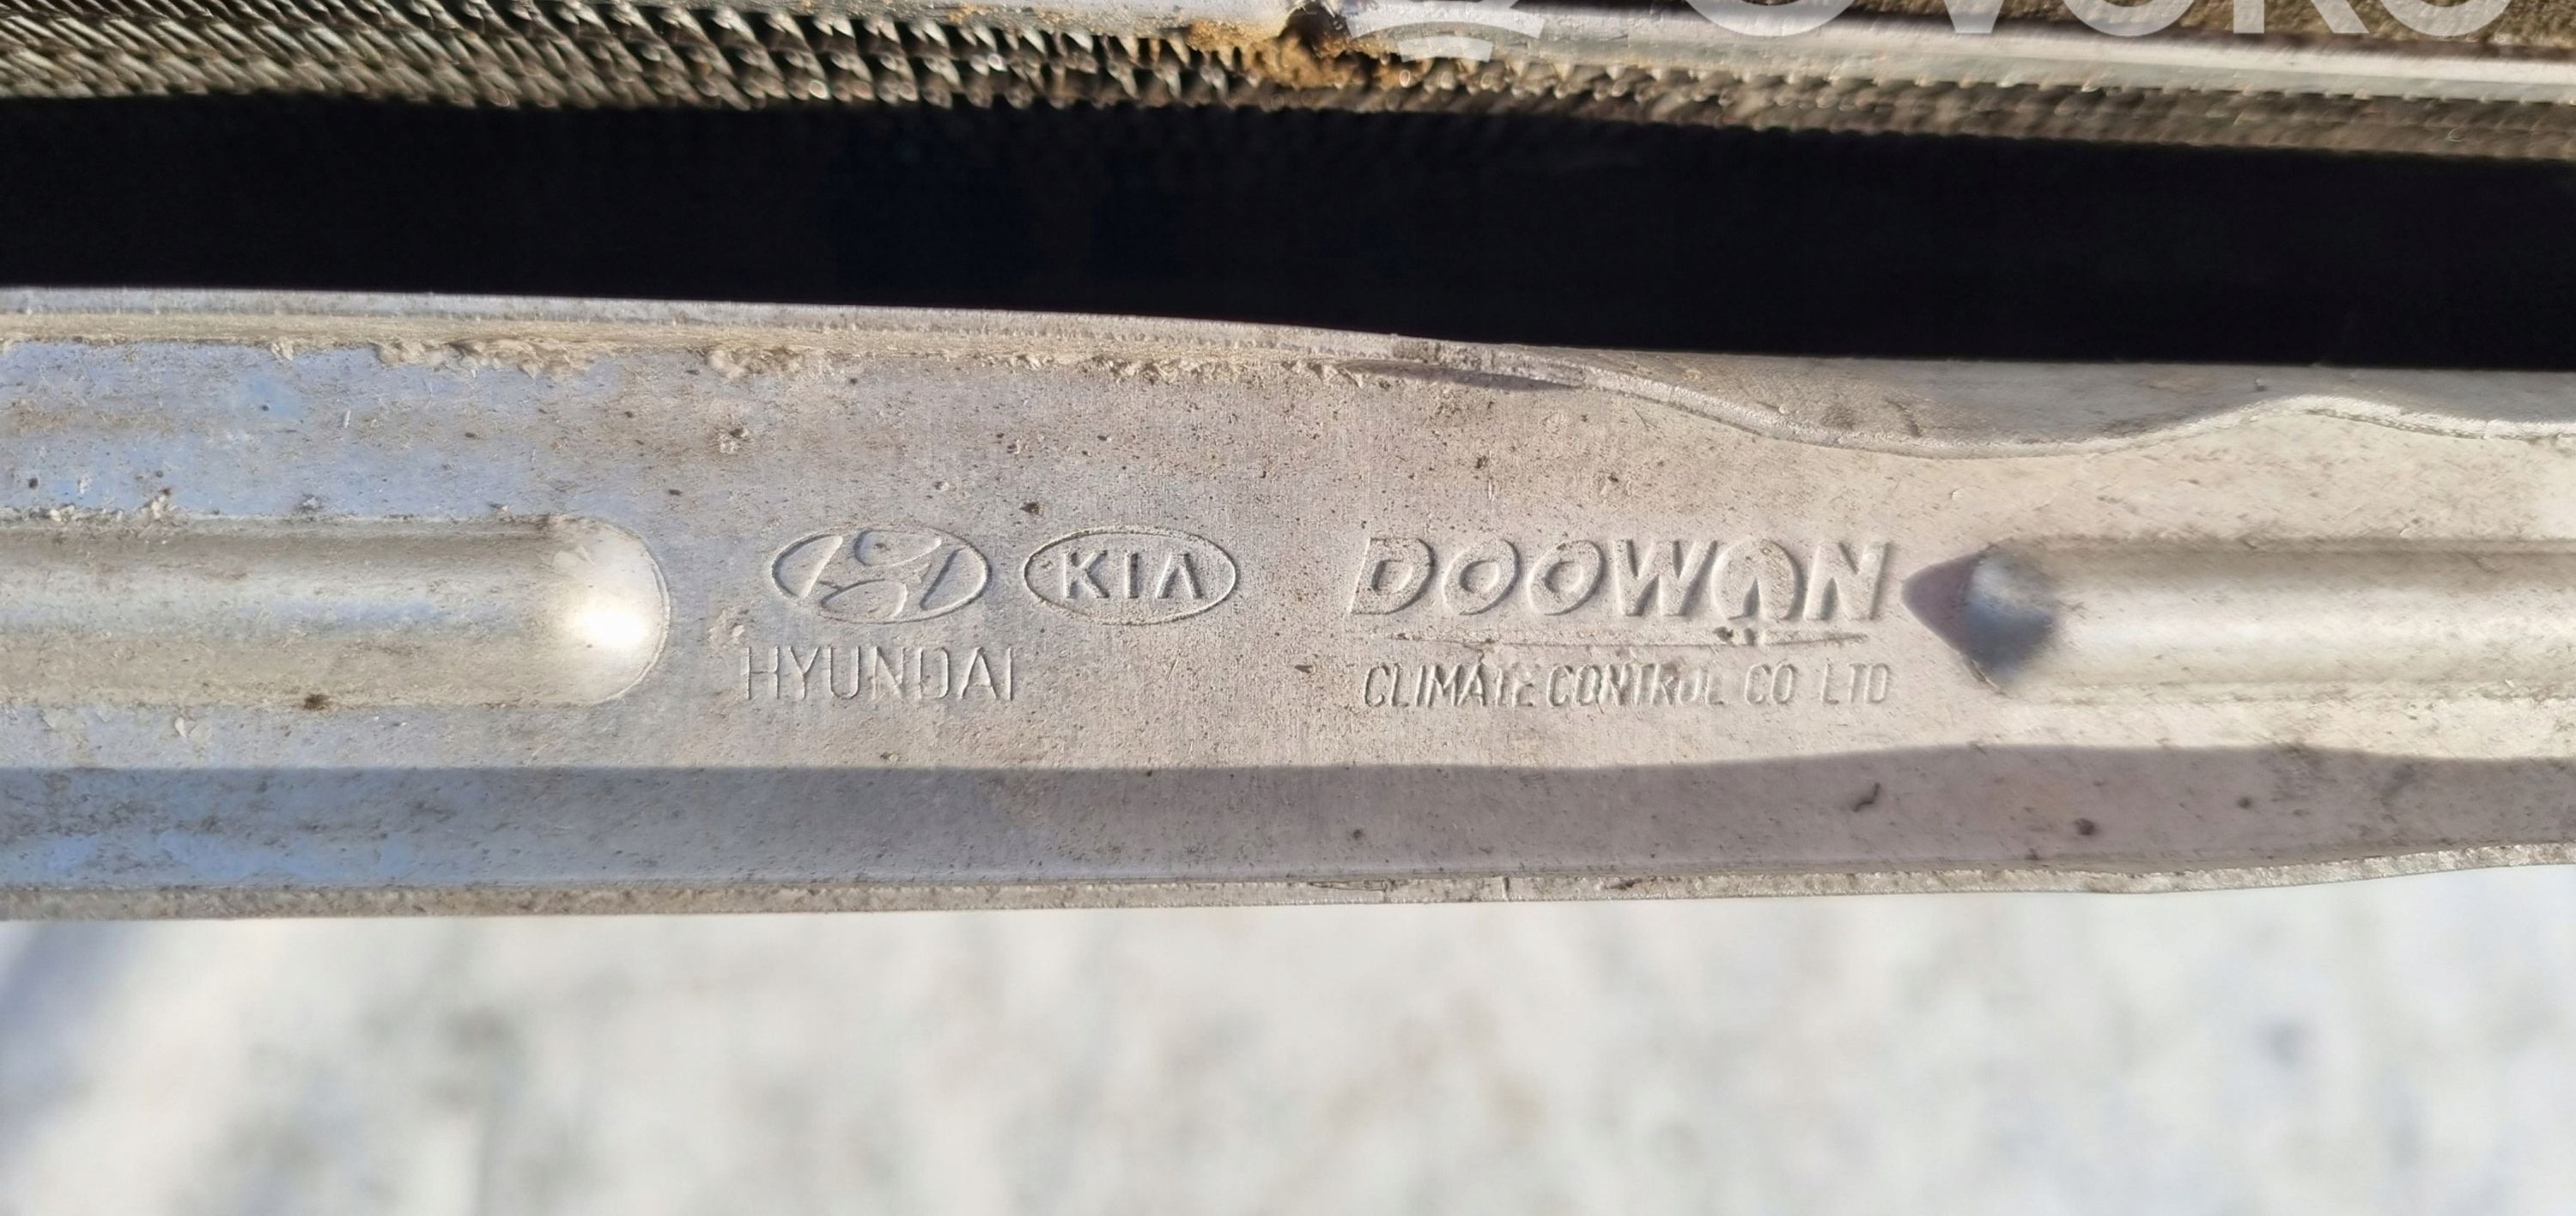 KIA DOOWON
HYUNDAI CLIMATE CONTROL CO LTD